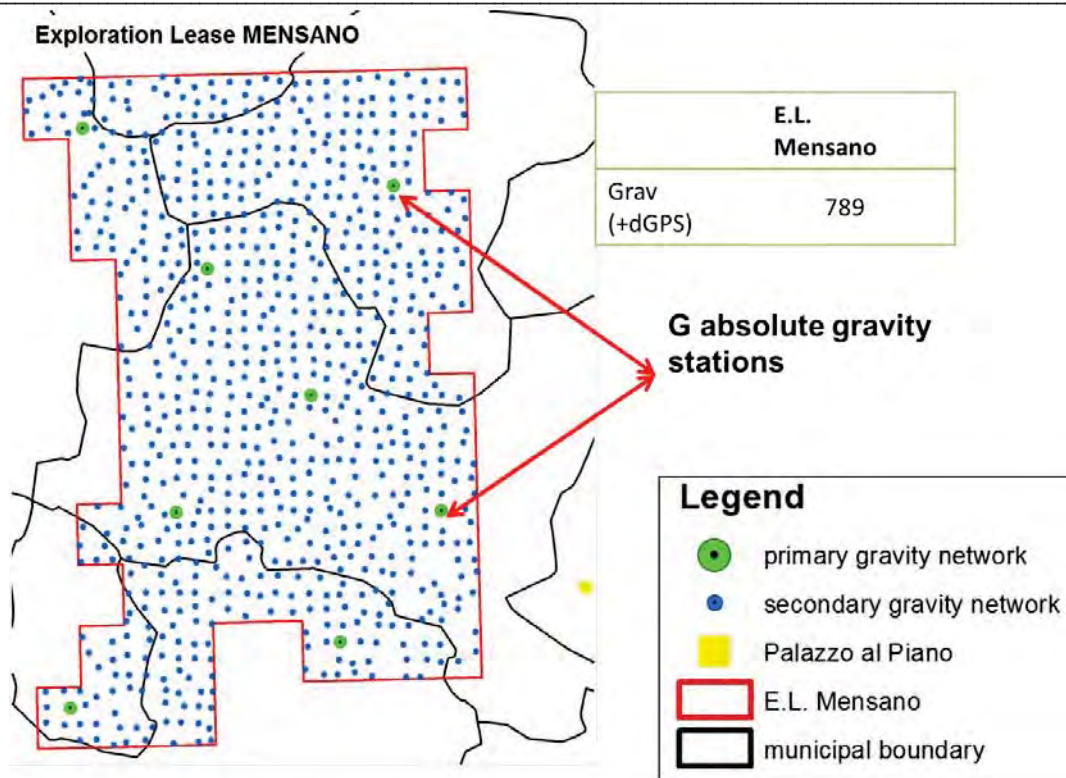 Exploration Lease MENSANO
E.L.
Mensano
Grav
(+dGPS)
789
G absolute gravity
stations
Legend
primary gravity network
secondary gravity network
Palazzo al Piano
E.L. Mensano
municipal boundary